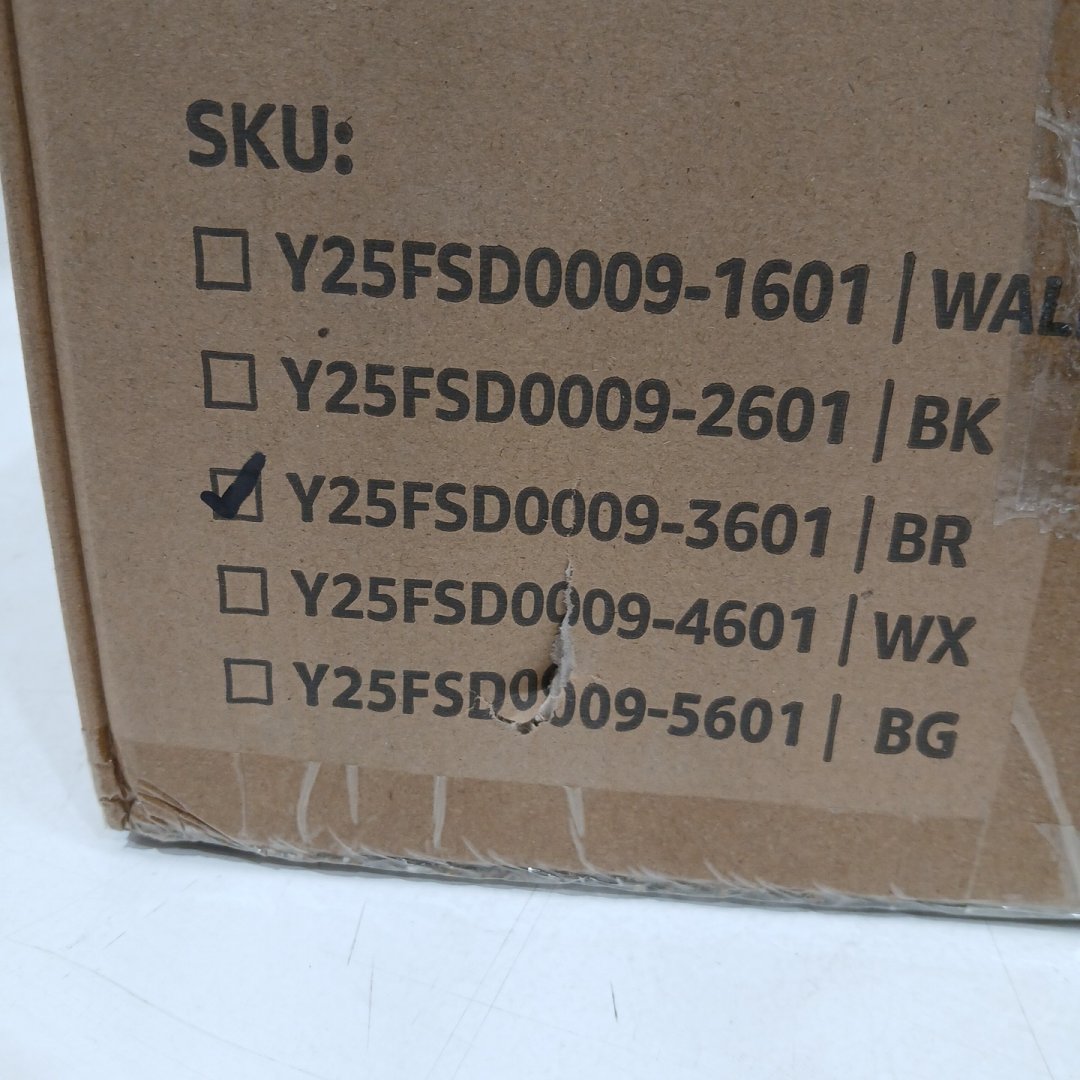 SKU:
Y25FSD0009-1601 | WAL
Y25FSD0009-2601 | BK
Y25FSD0009-3601 | BR
Y25FSD0009-4601 | WX
Y25FSD0009-5601 | BG